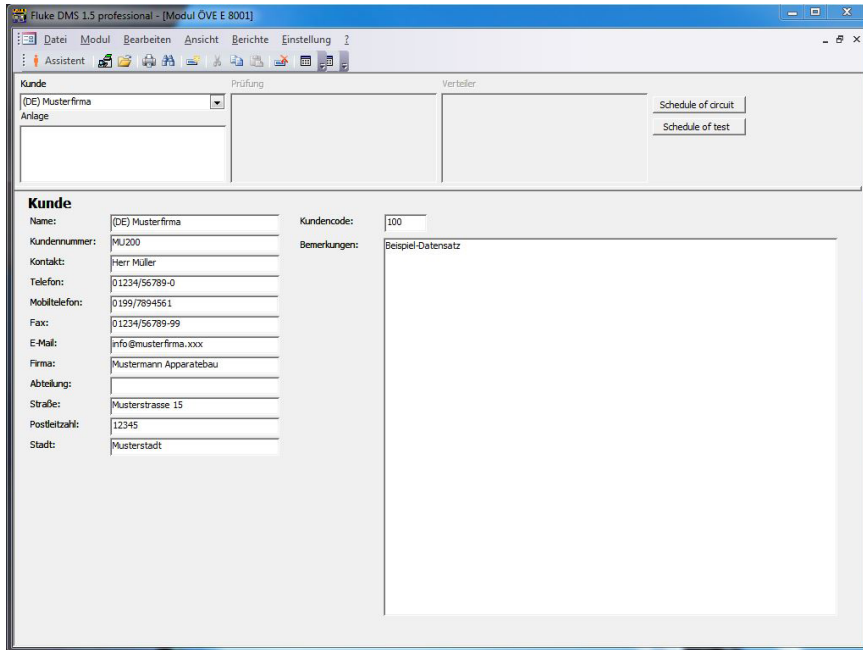 Fluke DMS 1.5 professional - [Modul ÖVE E 8001]
Datei Modul Bearbeiten Ansicht Berichte Einstellung ?
Assistent
Kunde Prüfung Verteiler
(DE) Musterfirma
Schedule of circuit
Anlage
Schedule of test
Kunde
Name: (DE) Musterfirma Kundencode: 100
Kundennummer: MU200 Bemerkungen: Beispiel-Datensatz
Kontakt: Herr Müller
Telefon: 01234/56789-0
Mobiltelefon: 0199/7894561
Fax: 01234/56789-99
E-Mail: info@musterfirma.xxx
Firma: Mustermann Apparatebau
Abteilung:
Straße: Musterstrasse 15
Postleitzahl: 12345
Stadt: Musterstadt